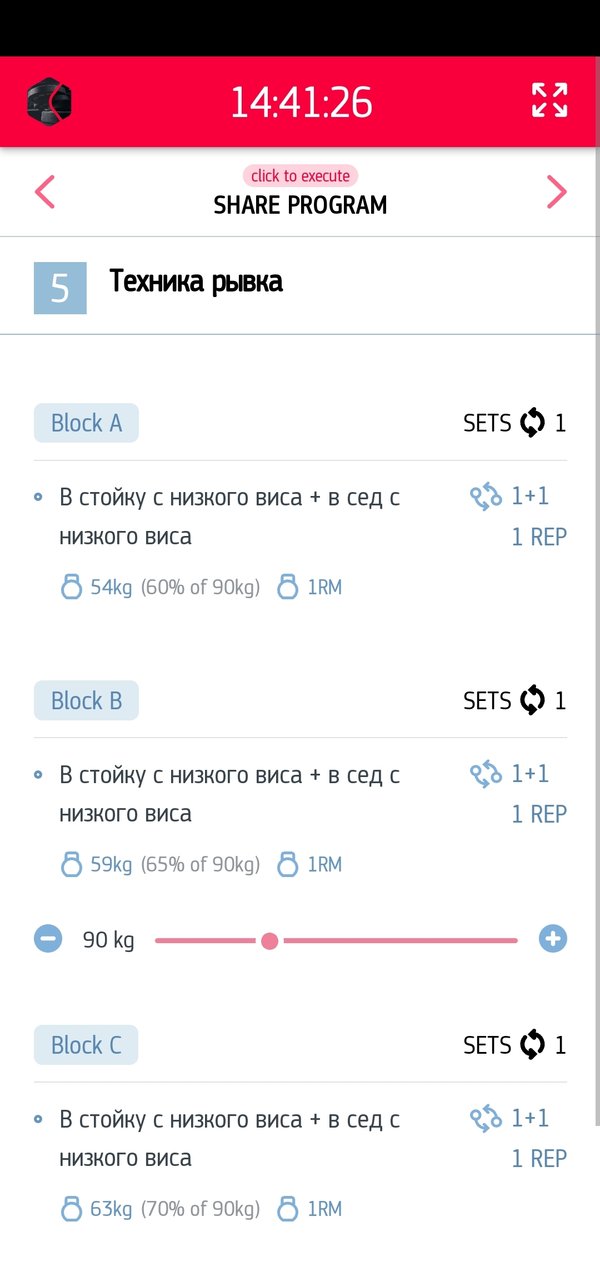 14:41:26
click to execute
SHARE PROGRAM
5 Техника рывка
Block A SETS 1
В стойку с низкого виса + в сед с 1+1
низкого виса 1 REP
54kg (60% of 90kg) 1RM
Block B SETS 1
В стойку с низкого виса + в сед с 1+1
низкого виса 1 REP
59kg (65% of 90kg) 1RM
90 kg
Block C SETS 1
В стойку с низкого виса + в сед с 1+1
низкого виса 1 REP
63kg (70% of 90kg) 1RM